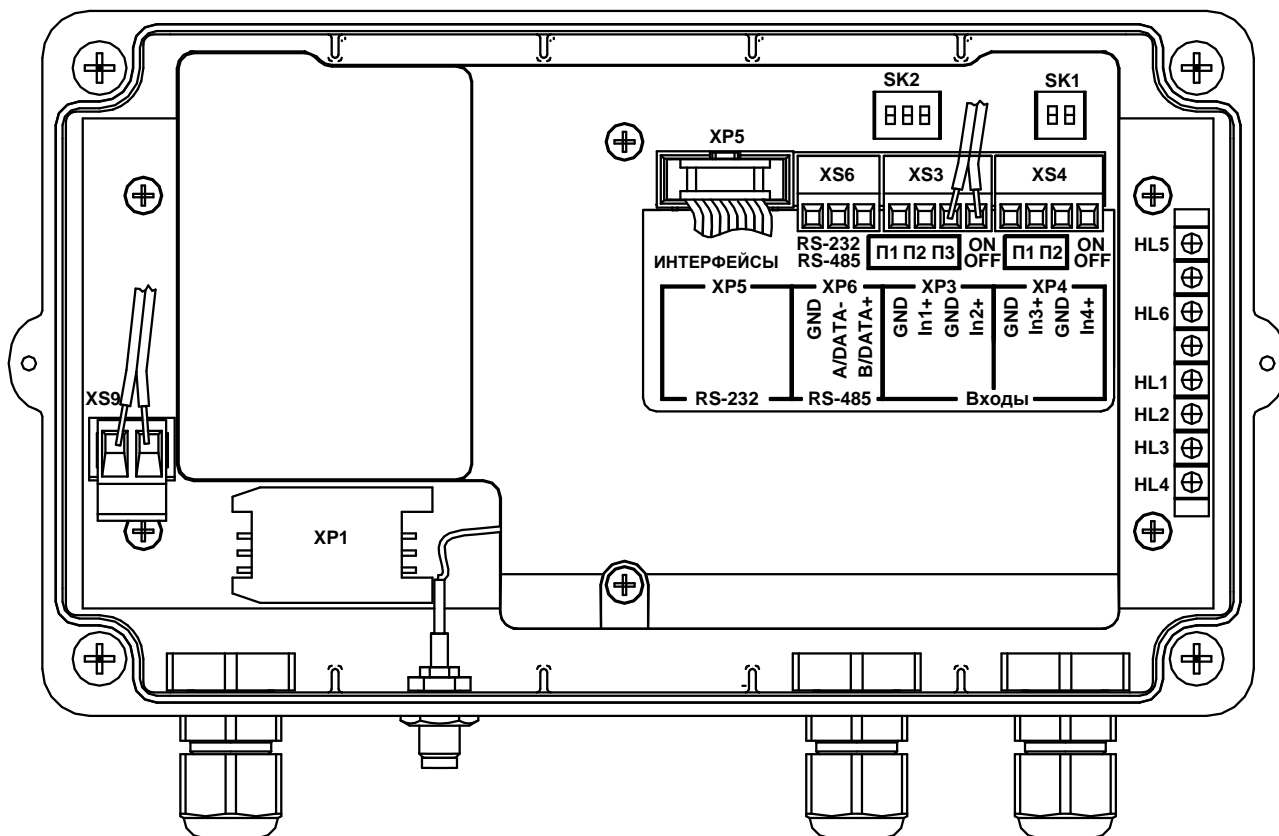 SK2 SK1
XP5
XS6 XS3 XS4
RS-232 П1 П2 П3 ON П1 П2 ON
RS-485 OFF OFF
ИНТЕРФЕЙСЫ
XP5 XP6 XP3 XP4
GND
A/DATA-
B/DATA+
GND
In1+
GND
In2+
GND
In3+
GND
In4+
RS-232 RS-485 Входы
HL5
HL6
HL1
HL2
HL3
HL4
XS9
XP1